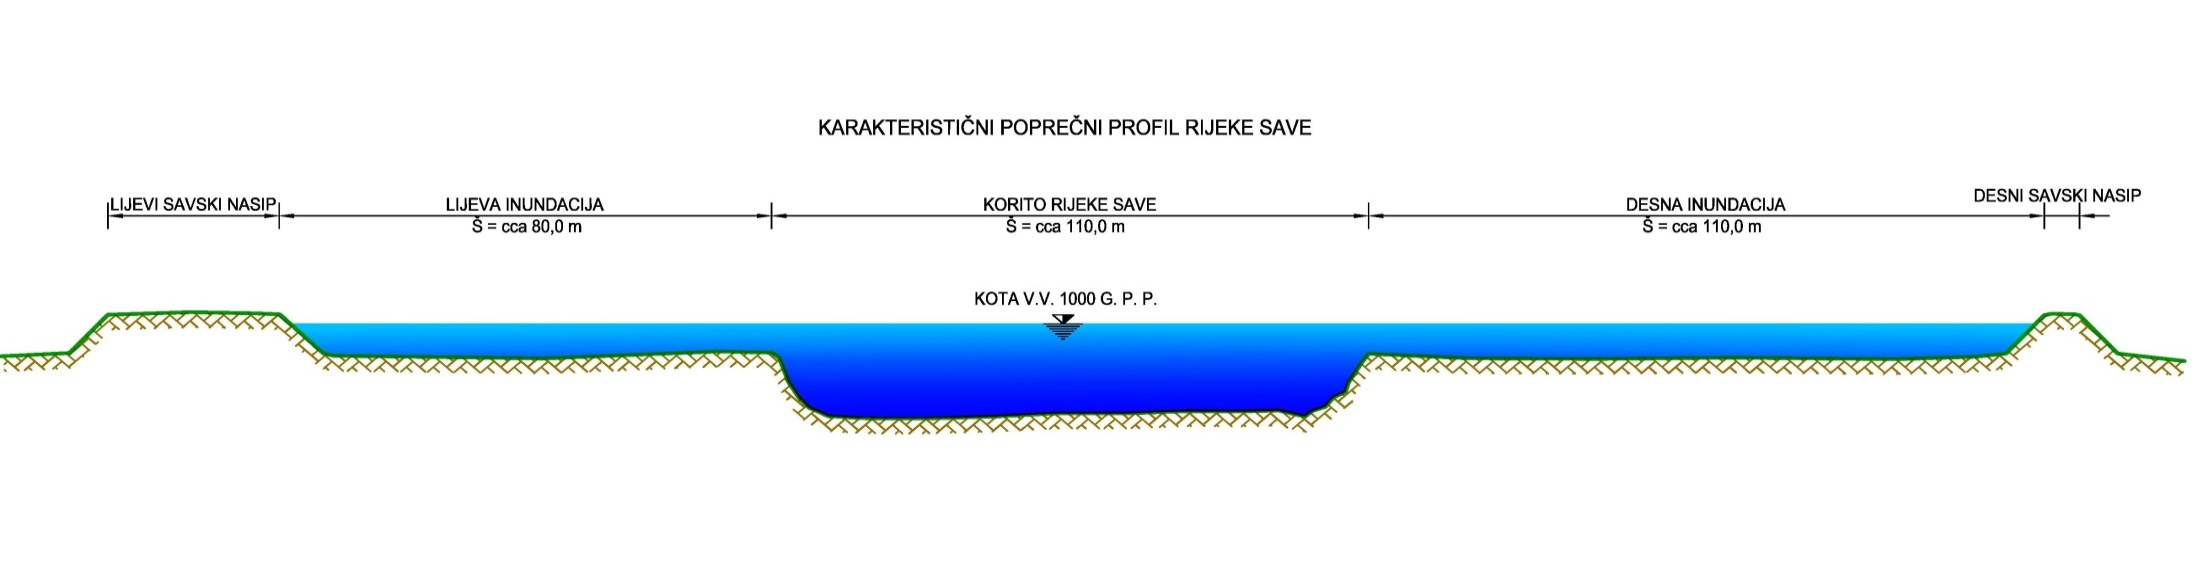 KARAKTERISTIČNI POPREČNI PROFIL RIJEKE SAVE
LIJEVI SAVSKI NASIP
LIJEVA INUNDACIJA
Š = cca 80,0 m
KORITO RIJEKE SAVE
Š = cca 110,0 m
DESNA INUNDACIJA
Š = cca 110,0 m
DESNI SAVSKI NASIP
KOTA V.V. 1000 G. P. P.